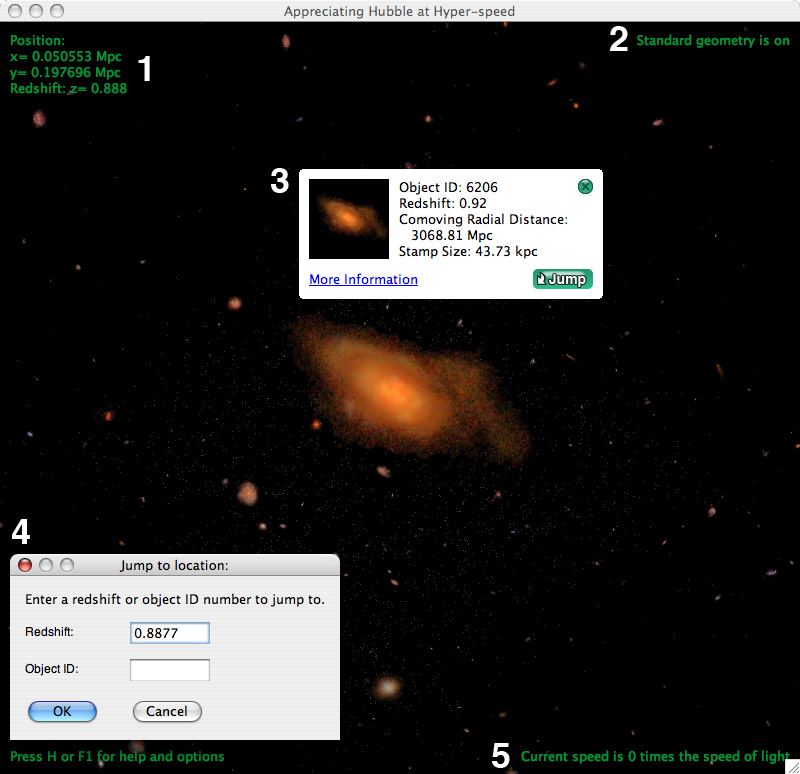 Appreciating Hubble at Hyper-speed
Position:
x= 0.050553 Mpc
y= 0.197696 Mpc
Redshift: z= 0.888
1
2
Standard geometry is on
3
Object ID: 6206
Redshift: 0.92
Comoving Radial Distance:
3068.81 Mpc
Stamp Size: 43.73 kpc
More Information
Jump
4
Jump to location:
Enter a redshift or object ID number to jump to.
Redshift:
0.8877
Object ID:
OK
Cancel
Press H or F1 for help and options
5
Current speed is 0 times the speed of light